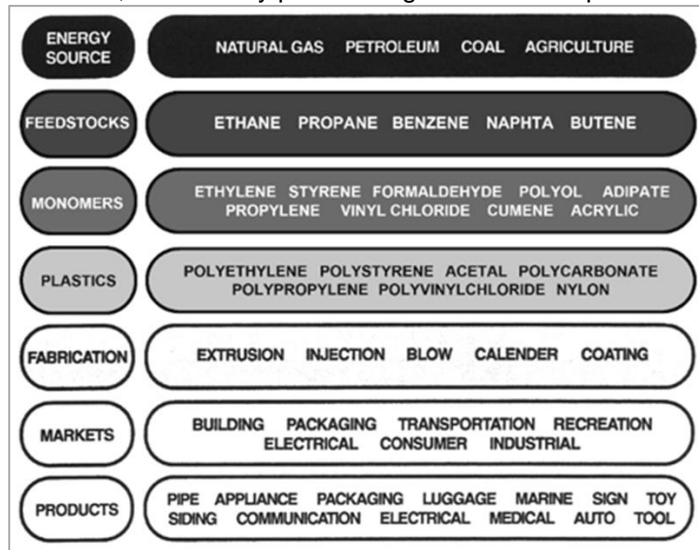 ENERGY
SOURCE
NATURAL GAS PETROLEUM COAL AGRICULTURE
FEEDSTOCKS
ETHANE PROPANE BENZENE NAPHTA BUTENE
MONOMERS
ETHYLENE STYRENE FORMALDEHYDE POLYOL ADIPATE
PROPYLENE VINYL CHLORIDE CUMENE ACRYLIC
PLASTICS
POLYETHYLENE POLYSTYRENE ACETAL POLYCARBONATE
POLYPROPYLENE POLYVINYLCHLORIDE NYLON
FABRICATION
EXTRUSION INJECTION BLOW CALENDER COATING
MARKETS
BUILDING PACKAGING TRANSPORTATION RECREATION
ELECTRICAL CONSUMER INDUSTRIAL
PRODUCTS
PIPE APPLIANCE PACKAGING LUGGAGE MARINE SIGN TOY
SIDING COMMUNICATION ELECTRICAL MEDICAL AUTO TOOL